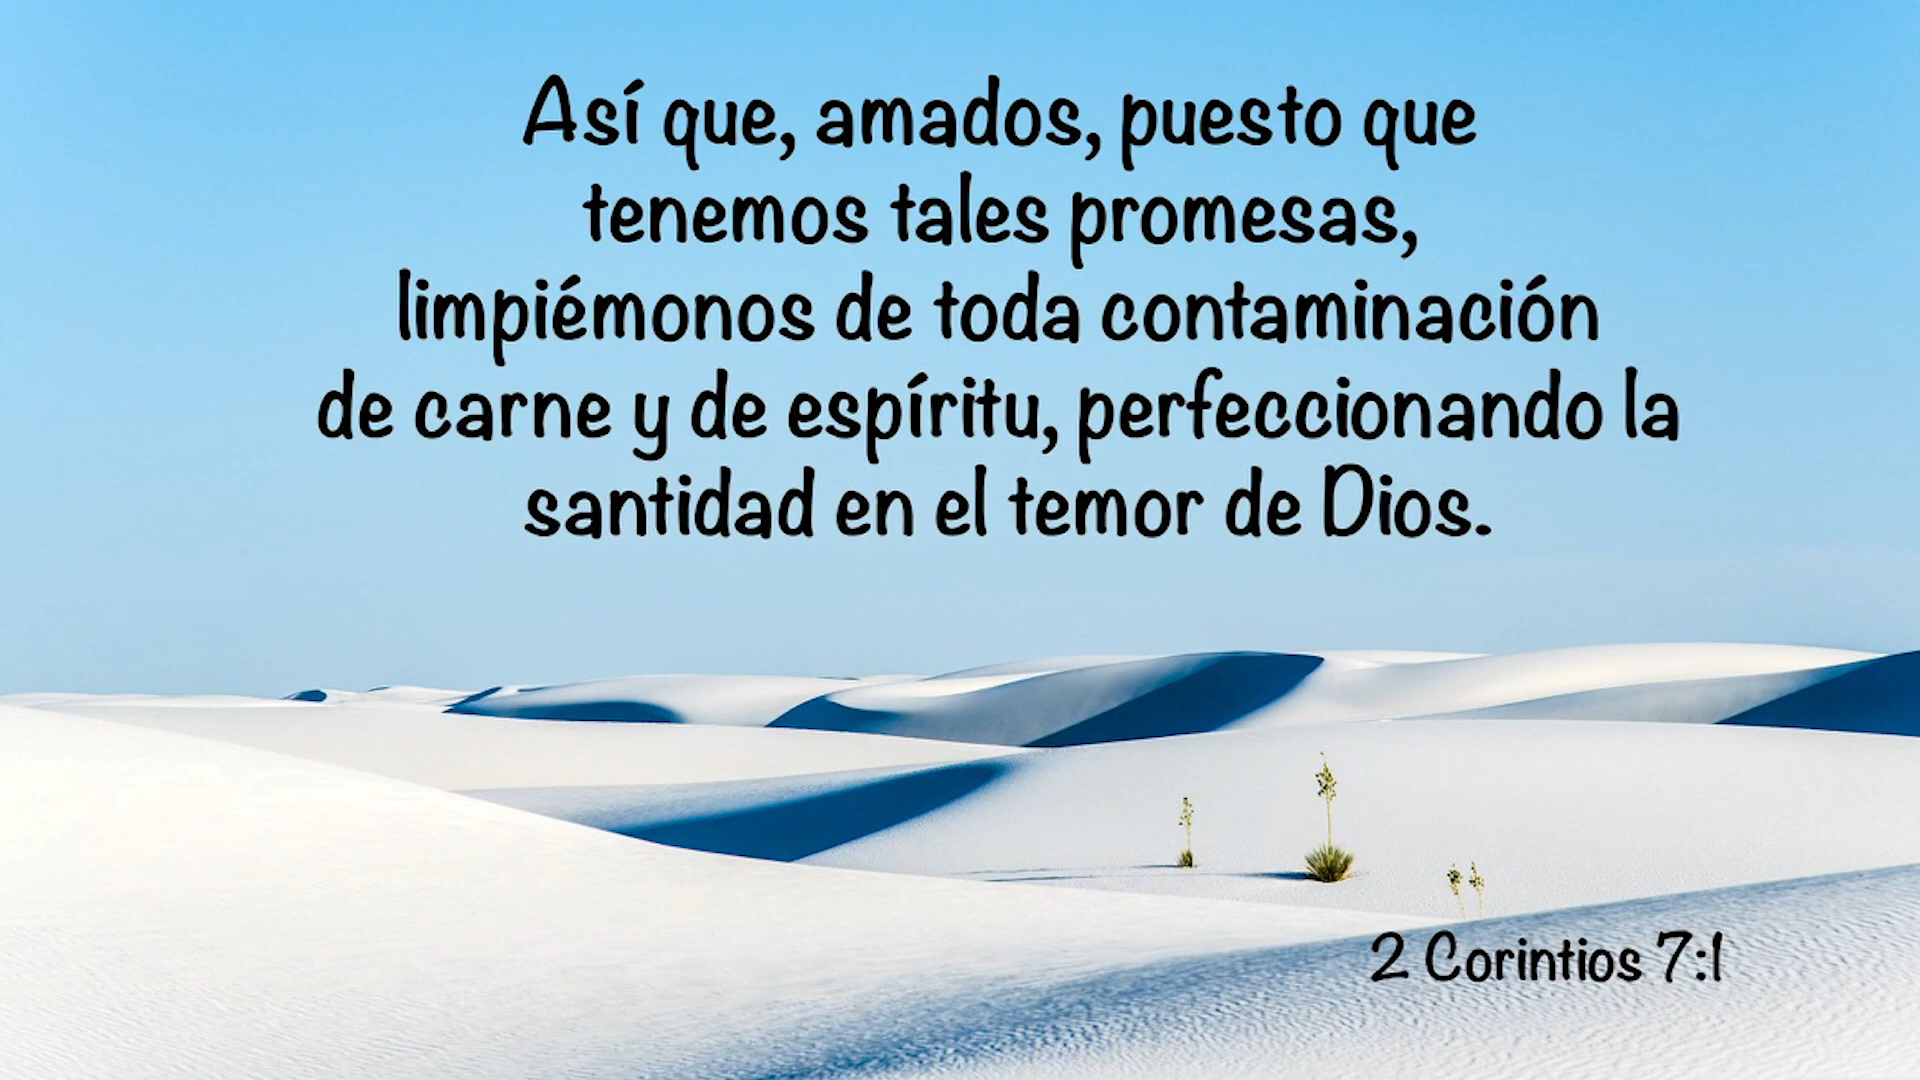 Así que, amados, puesto que
tenemos tales promesas,
limpiémonos de toda contaminación
de carne y de espíritu, perfeccionando la
santidad en el temor de Dios.
2 Corintios 7:1